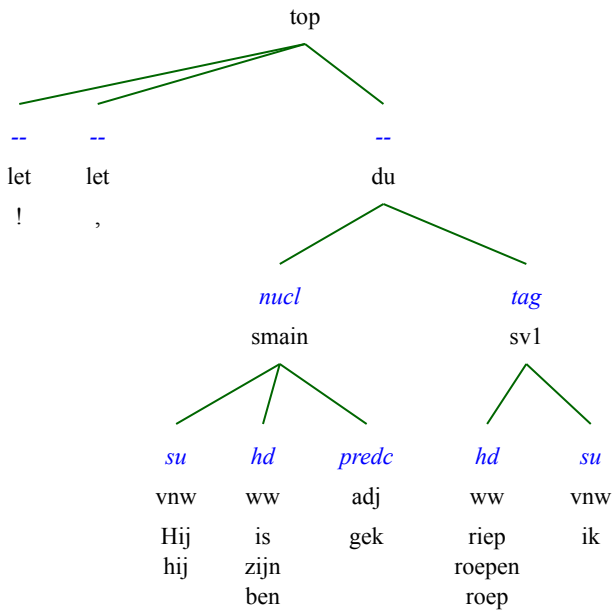 top
-- -- --
let let du
! ,
nucl tag
smain sv1
su hd predc hd su
vnw ww adj ww vnw
Hij is gek riep ik
hij zijn roepen
ben roep